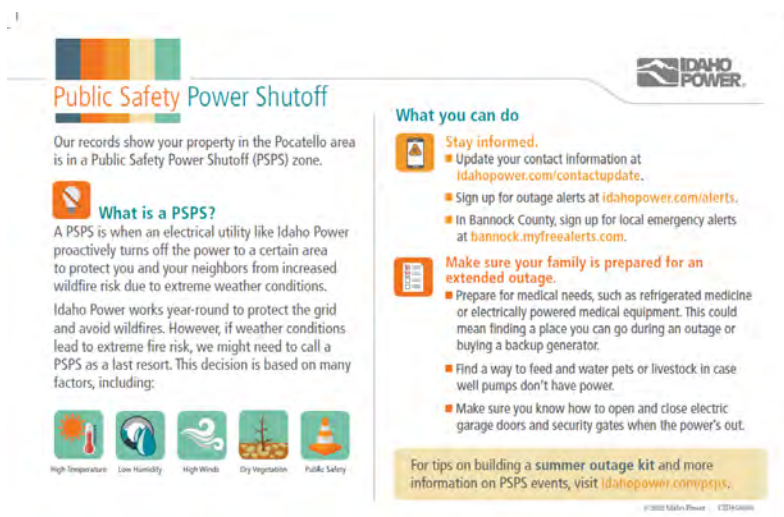 IDAHO
POWER.
Public Safety Power Shutoff
Our records show your property in the Pocatello area
is in a Public Safety Power Shutoff (PSPS) zone.
What is a PSPS?
A PSPS is when an electrical utility like Idaho Power
proactively turns off the power to a certain area
to protect you and your neighbors from increased
wildfire risk due to extreme weather conditions.
Idaho Power works year-round to protect the grid
and avoid wildfires. However, if weather conditions
lead to extreme fire risk, we might need to call a
PSPS as a last resort. This decision is based on many
factors, including:
High Temperature
Low Humidity
High Winds
Dry Vegetation
Public Safety
What you can do
Stay informed.
Update your contact information at
idahopower.com/contactupdate.
Sign up for outage alerts at idahopower.com/alerts.
In Bannock County, sign up for local emergency alerts
at bannock.myfreealerts.com.
Make sure your family is prepared for an
extended outage.
Prepare for medical needs, such as refrigerated medicine
or electrically powered medical equipment. This could
mean finding a place you can go during an outage or
buying a backup generator.
Find a way to feed and water pets or livestock in case
well pumps don't have power.
Make sure you know how to open and close electric
garage doors and security gates when the power's out.
For tips on building a summer outage kit and more
information on PSPS events, visit idahopower.com/psps.
Idaho Power